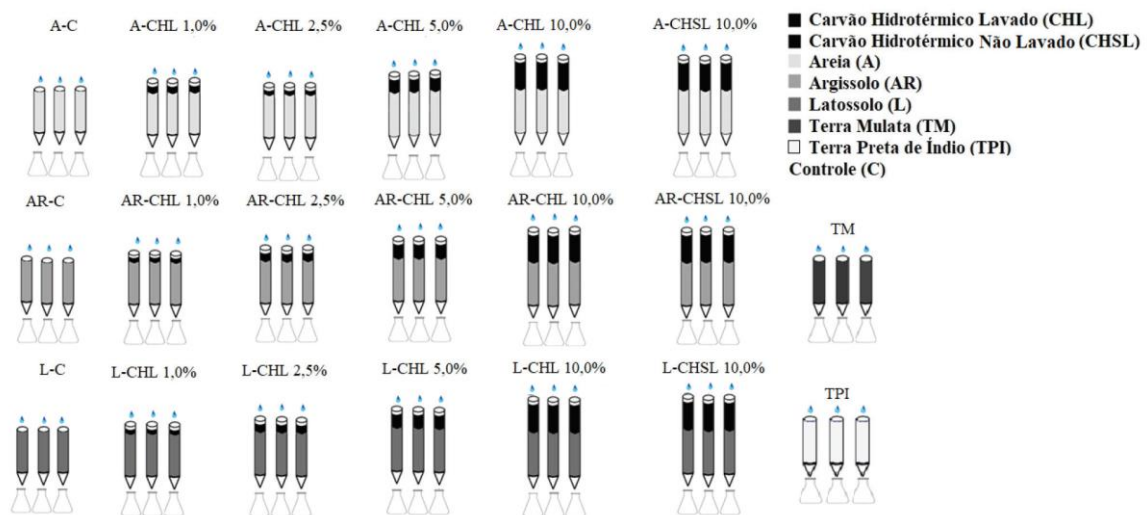 A-C
A-CHL 1,0%
A-CHL 2,5%
A-CHL 5,0%
A-CHL 10,0%
A-CHSL 10,0%
Carvão Hidrotérmico Lavado (CHL)
Carvão Hidrotérmico Não Lavado (CHSL)
Areia (A)
Argissolo (AR)
Latossolo (L)
Terra Mulata (TM)
Terra Preta de Índio (TPI)
Controle (C)
AR-C
AR-CHL 1,0%
AR-CHL 2,5%
AR-CHL 5,0%
AR-CHL 10,0%
AR-CHSL 10,0%
TM
L-C
L-CHL 1,0%
L-CHL 2,5%
L-CHL 5,0%
L-CHL 10,0%
L-CHSL 10,0%
TPI